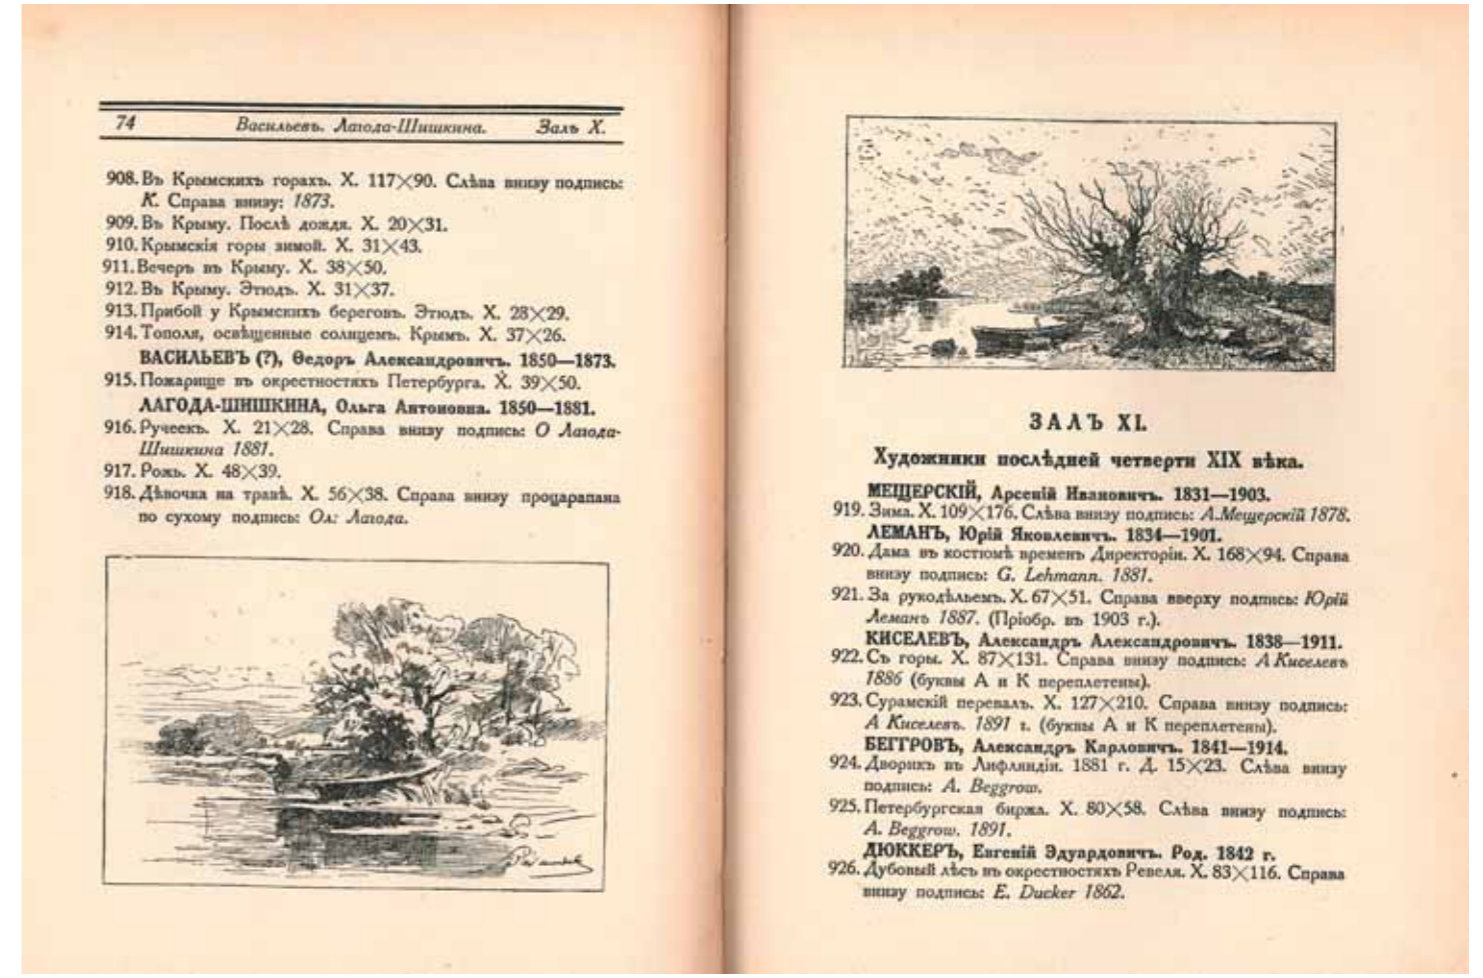 74 Васильевъ. Лагода-Шишкина. Залъ X.
908. Въ Крымскихъ горахъ. Х. 117×90. Слѣва внизу подпись:
К. Справа внизу: 1873.
909. Въ Крыму. Послѣ дождя. Х. 20×31.
910. Крымскія горы зимой. Х. 31×43.
911. Вечеръ въ Крыму. Х. 38×50.
912. Въ Крыму. Этюдъ. Х. 31×37.
913. Прибой у Крымскихъ береговъ. Этюдъ. Х. 28×29.
914. Тополя, освѣщенные солнцемъ. Крымъ. Х. 37×26.
ВАСИЛЬЕВЪ (?), Ѳедоръ Александровичъ. 1850—1873.
915. Пожарище въ окрестностяхъ Петербурга. Х. 39×50.
ЛАГОДА-ШИШКИНА, Ольга Антоновна. 1850—1881.
916. Ручеекъ. Х. 21×28. Справа внизу подпись: О Лагода-
Шишкина 1881.
917. Рожь. Х. 48×39.
918. Дѣвочка на травѣ. Х. 56×38. Справа внизу процарапана
по сухому подпись: Ол: Лагода.
ЗАЛЪ XI.
Художники послѣдней четверти XIX вѣка.
МЕЩЕРСКІЙ, Арсеній Ивановичъ. 1831—1903.
919. Зима. Х. 109×176. Слѣва внизу подпись: А.Мещерскій 1878.
ЛЕМАНЪ, Юрій Яковлевичъ. 1834—1901.
920. Дама въ костюмѣ временъ Директоріи. Х. 168×94. Справа
внизу подпись: G. Lehmann. 1881.
921. За рукодѣльемъ. Х. 67×51. Справа вверху подпись: Юрій
Леманъ 1887. (Пріобр. въ 1903 г.).
КИСЕЛЕВЪ, Александръ Александровичъ. 1838—1911.
922. Съ горы. Х. 87×131. Справа внизу подпись: А Киселевъ
1886 (буквы А и К переплетены).
923. Сурамскій перевалъ. Х. 127×210. Справа внизу подпись:
А Киселевъ. 1891 г. (буквы А и К переплетены).
БЕГГРОВЪ, Александръ Карловичъ. 1841—1914.
924. Дворикъ въ Лифляндіи. 1881 г. Д. 15×23. Слѣва внизу
подпись: A. Beggrow.
925. Петербургская биржа. Х. 80×58. Слѣва внизу подпись:
A. Beggrow. 1891.
ДЮККЕРЪ, Евгеній Эдуардовичъ. Род. 1842 г.
926. Дубовый лѣсъ въ окрестностяхъ Ревеля. Х. 83×116. Справа
внизу подпись: E. Ducker 1862.